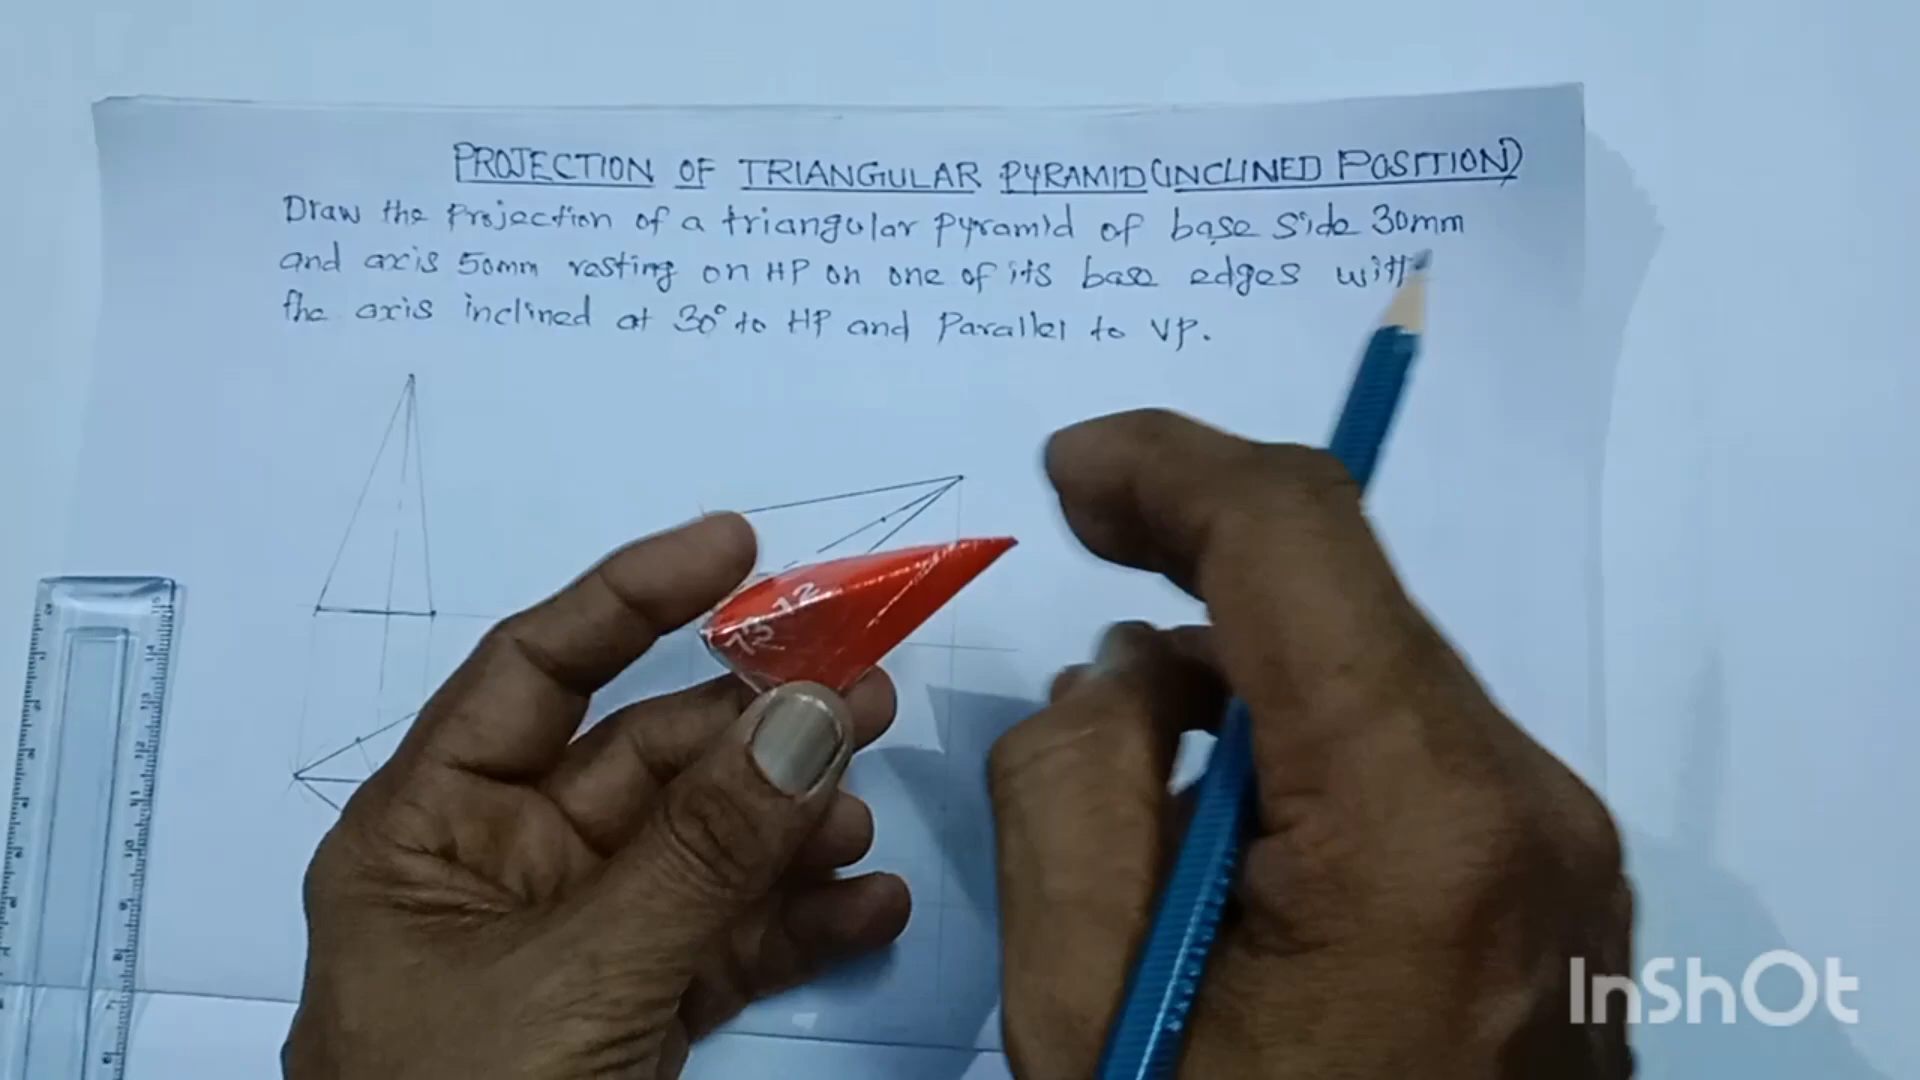 PROJECTION OF TRIANGULAR PYRAMID (INCLINED POSITION)
Draw the Projection of a triangular pyramid of base side 30mm
and axis 50mm resting on HP on one of its base edges with
the axis inclined at 30° to HP and Parallel to VP.
InShOt